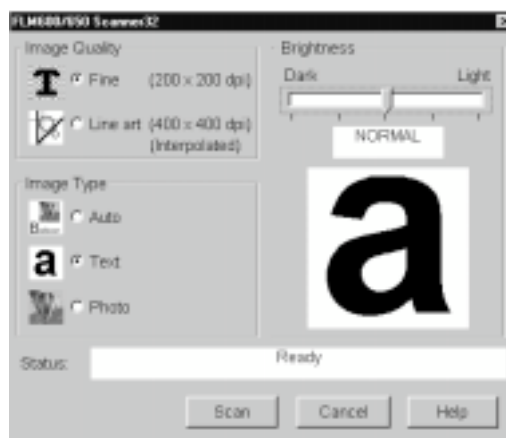 FLM600/650 Scanner32
Image Quality
T Fine (200 x 200 dpi)
Line art (400 x 400 dpi)
(Interpolated)
Image Type
Auto
a Text
Photo
Brightness
Dark Light
NORMAL
a
Status: Ready
Scan Cancel Help